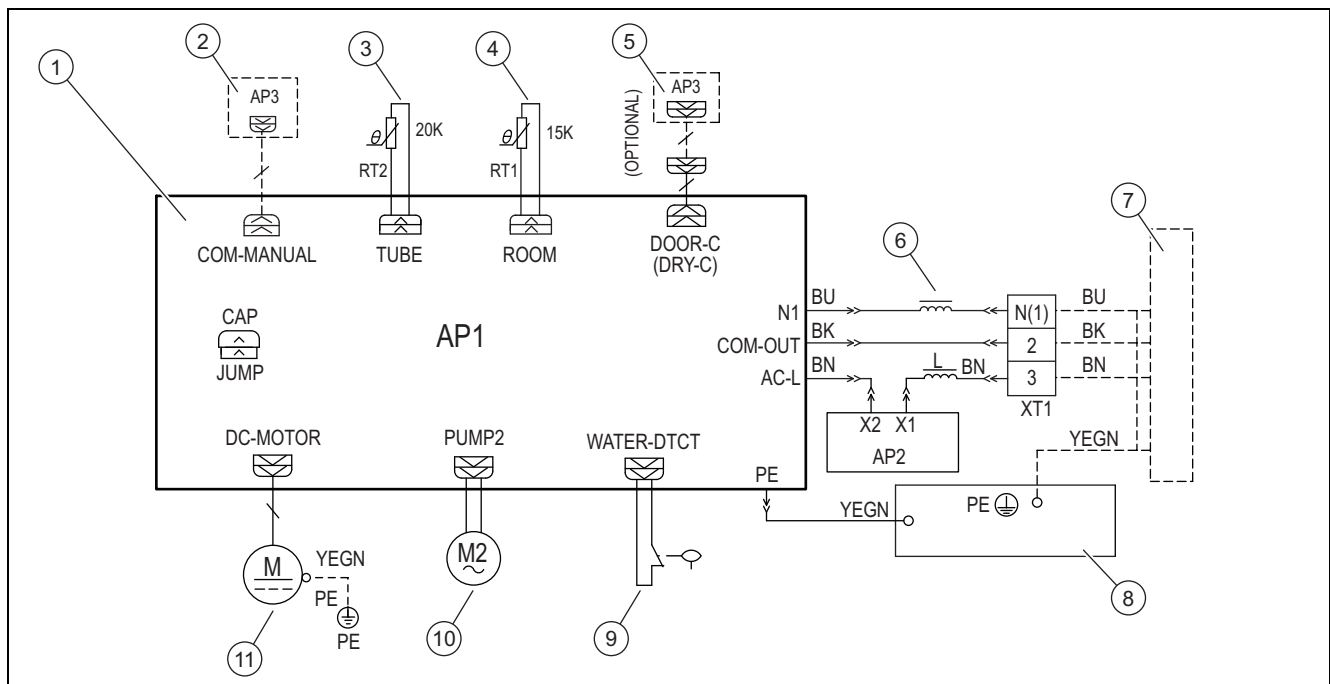 1
2
AP3
3
θ
20K
RT2
4
θ
15K
RT1
5
AP3
(OPTIONAL)
COM-MANUAL
TUBE
ROOM
DOOR-C
(DRY-C)
CAP
JUMP
AP1
N1
BU
6
N(1)
BU
7
COM-OUT
BK
2
BK
AC-L
BN
L
BN
3
BN
XT1
X2
X1
AP2
YEGN
DC-MOTOR
PUMP2
WATER-DTCT
PE
YEGN
PE
8
M
YEGN
PE
PE
11
M2
10
9